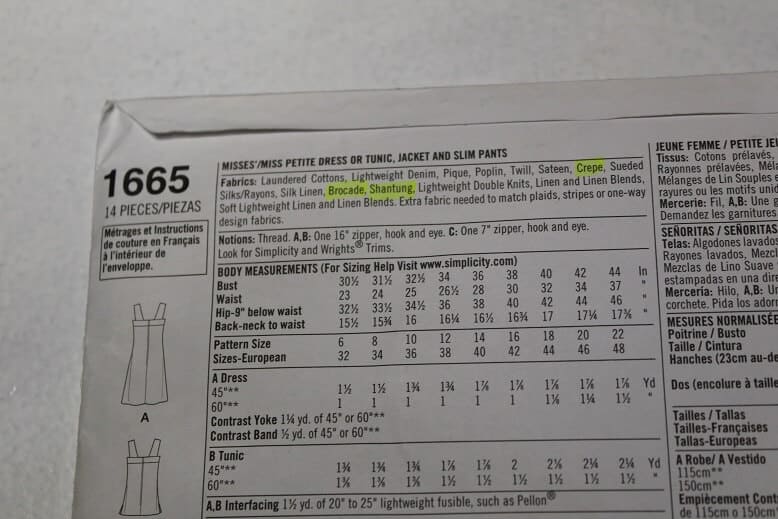 1665
14 PIECES/PIEZAS
Métrages et Instructions
de couture en Français
à l'intérieur de
l'enveloppe.
A
MISSES'/MISS PETITE DRESS OR TUNIC, JACKET AND SLIM PANTS
Fabrics: Laundered Cottons, Lightweight Denim, Pique, Poplin, Twill, Sateen, Crepe, Sueded
Silks/Rayons, Silk Linen, Brocade, Shantung, Lightweight Double Knits, Linen and Linen Blends,
Soft Lightweight Linen and Linen Blends. Extra fabric needed to match plaids, stripes or one-way
design fabrics.
Notions: Thread. A,B: One 16" zipper, hook and eye. C: One 7" zipper, hook and eye.
Look for Simplicity and Wrights® Trims.
BODY MEASUREMENTS (For Sizing Help Visit www.simplicity.com)
Bust 30½ 31½ 32½ 34 36 38 40 42 44 In
Waist 23 24 25 26½ 28 30 32 34 37 "
Hip-9" below waist 32½ 33½ 34½ 36 38 40 42 44 46 "
Back-neck to waist 15½ 15¾ 16 16¼ 16½ 16¾ 17 17¼ 17⅜ "
Pattern Size 6 8 10 12 14 16 18 20 22
Sizes-European 32 34 36 38 40 42 44 46 48
A Dress
45"** 1½ 1½ 1¾ 1¾ 1⅞ 1⅞ 1⅞ 1⅞ 1⅞ Yd
60"** 1 1 1 1 1 1 1⅛ 1¼ 1½ "
Contrast Yoke 1¼ yd. of 45" or 60"**
Contrast Band ½ yd. of 45" or 60"**
B Tunic
45"** 1¾ 1¾ 1¾ 1⅞ 1⅞ 2 2⅛ 2¼ 2¼ Yd
60"** 1⅜ 1⅜ 1½ 1½ 1½ 1½ 1½ 1½ "
A,B Interfacing 1½ yd. of 20" to 25" lightweight fusible, such as Pellon®
JEUNE FEMME / PETITE
Tissus: Cotons prélavés,
Rayonnes prélavées,
Mélanges de Lin Souples
rayures ou les motifs
Mercerie: Fil, A,B: Une
Demandez les garnitures
SEÑORITAS / SEÑORITAS
Telas: Algodones lavados
Rayones lavados,
Mezclas de Lino Suave
estampadas en una
Mercería: Hilo, A,B:
corchete. Pida los
MESURES
Poitrine / Busto
Taille / Cintura
Hanches (23cm
Dos (encolure à
Tailles / Tallas
Tailles-Françaises
Tallas-Europeas
A Robe/ A Vestido
115cm**
150cm**
Empiècement
de 115cm o 150cm